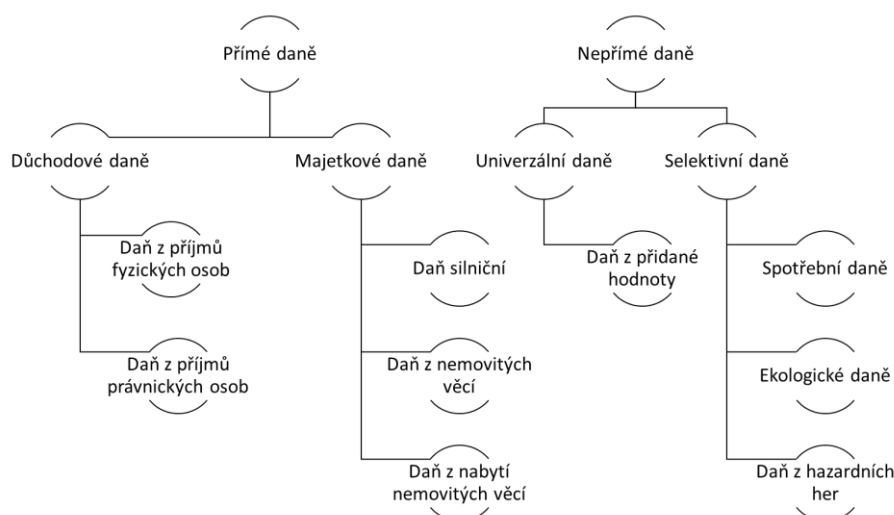 Přímé daně
Nepřímé daně
Důchodové daně
Majetkové daně
Univerzální daně
Selektivní daně
Daň z příjmů
fyzických osob
Daň silniční
Daň z přidané
hodnoty
Spotřební daně
Daň z příjmů
právnických osob
Daň z nemovitých
věcí
Ekologické daně
Daň z nabytí
nemovitých věcí
Daň z hazardních
her